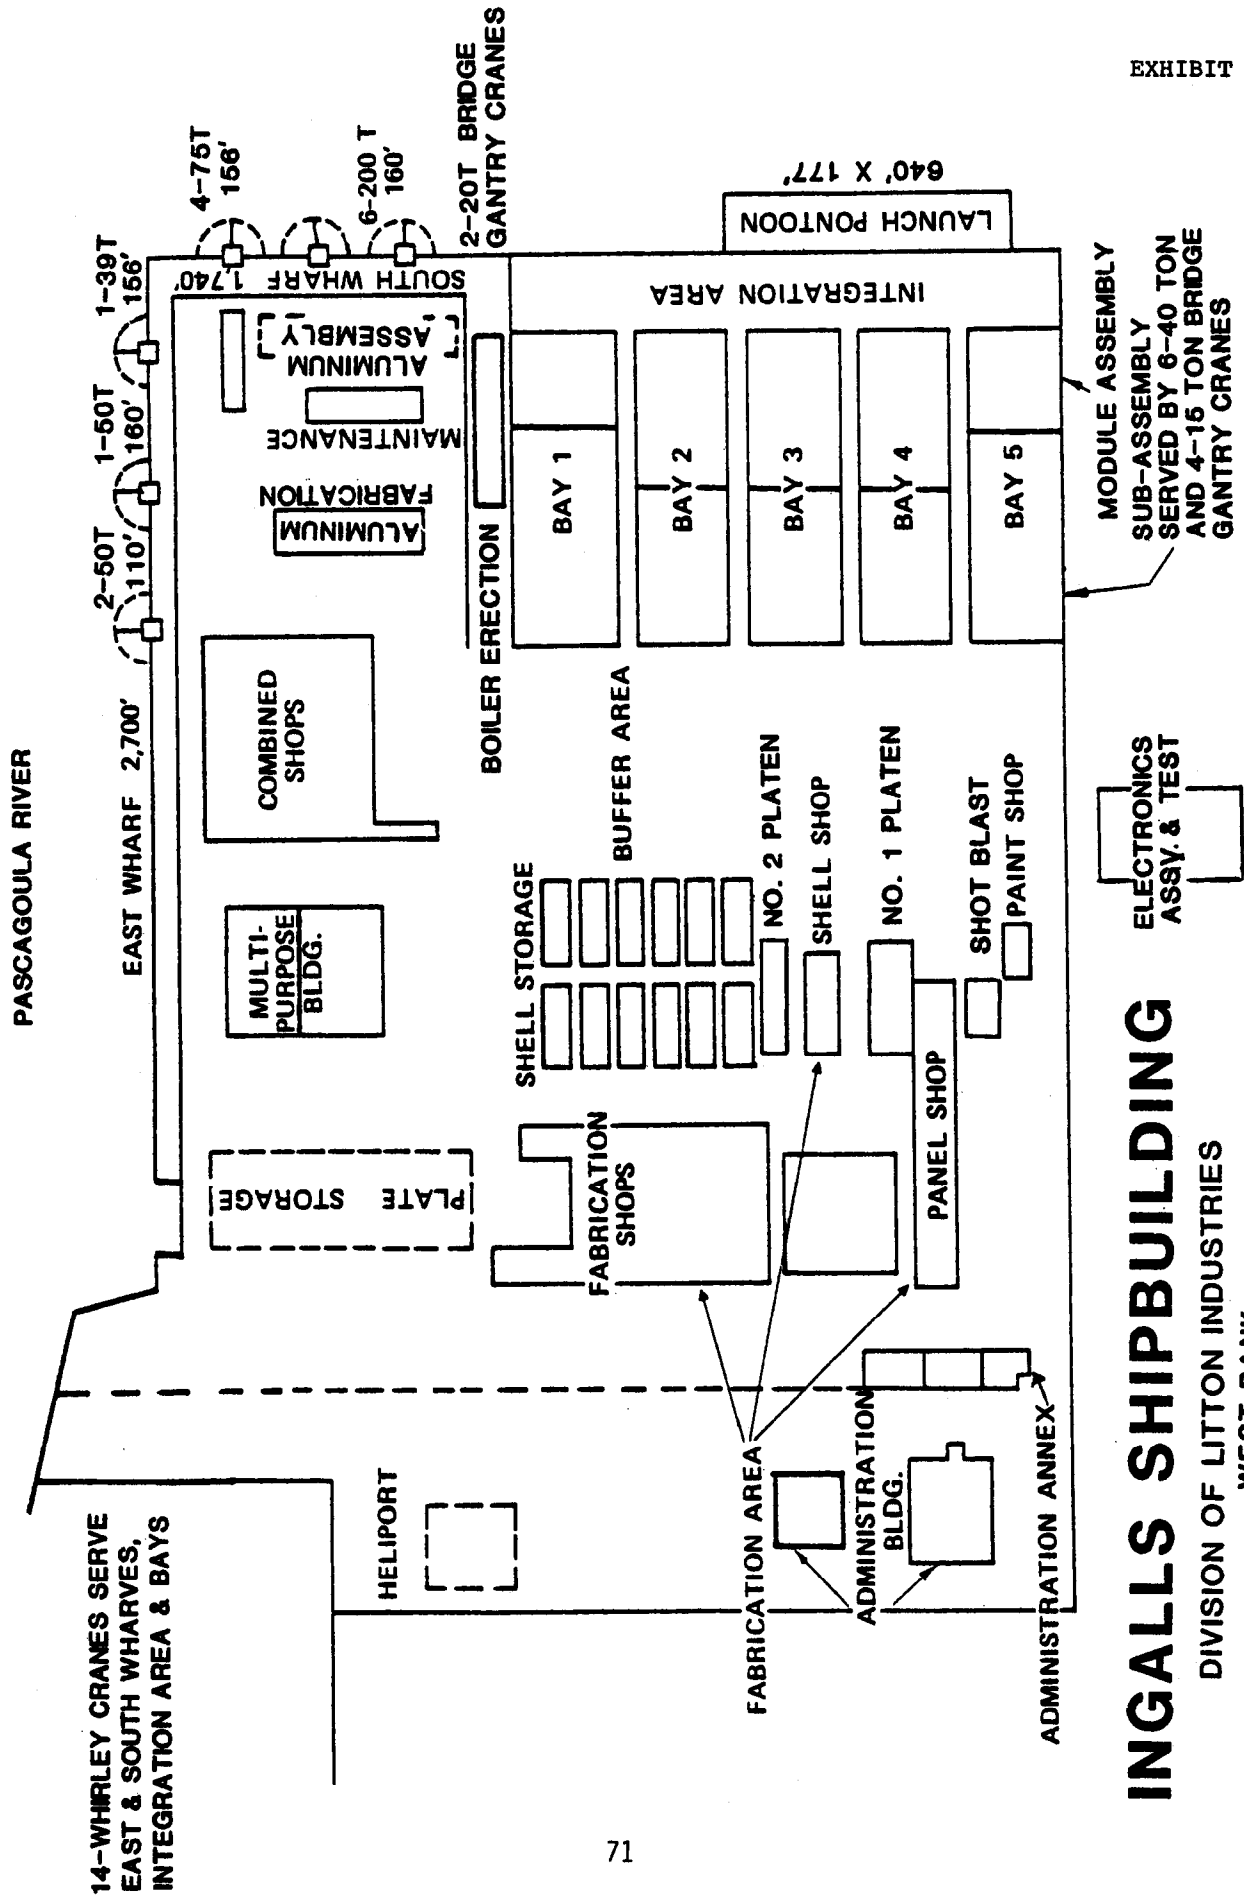 EXHIBIT
PASCAGOULA RIVER
14-WHIRLEY CRANES SERVE
EAST & SOUTH WHARVES,
INTEGRATION AREA & BAYS
EAST WHARF 2,700'
2-50T
110'
1-50T
160'
1-39T
156'
4-75T
156'
6-200 T
160'
2-20T BRIDGE
GANTRY CRANES
SOUTH WHARF 1,740'
PLATE STORAGE
MULTI-
PURPOSE
BLDG.
COMBINED
SHOPS
ALUMINUM
FABRICATION
MAINTENANCE
ALUMINUM
ASSEMBLY
HELIPORT
BOILER ERECTION
FABRICATION
SHOPS
SHELL STORAGE
BUFFER AREA
BAY 1
BAY 2
BAY 3
BAY 4
BAY 5
INTEGRATION AREA
LAUNCH PONTOON
640' X 177'
NO. 2 PLATEN
SHELL SHOP
NO. 1 PLATEN
PANEL SHOP
SHOT BLAST
PAINT SHOP
FABRICATION AREA
ADMINISTRATION
BLDG.
ADMINISTRATION ANNEX
MODULE ASSEMBLY
SUB-ASSEMBLY
SERVED BY 6-40 TON
AND 4-15 TON BRIDGE
GANTRY CRANES
ELECTRONICS
ASSY. & TEST
INGALLS SHIPBUILDING
DIVISION OF LITTON INDUSTRIES
WEST BANK
71